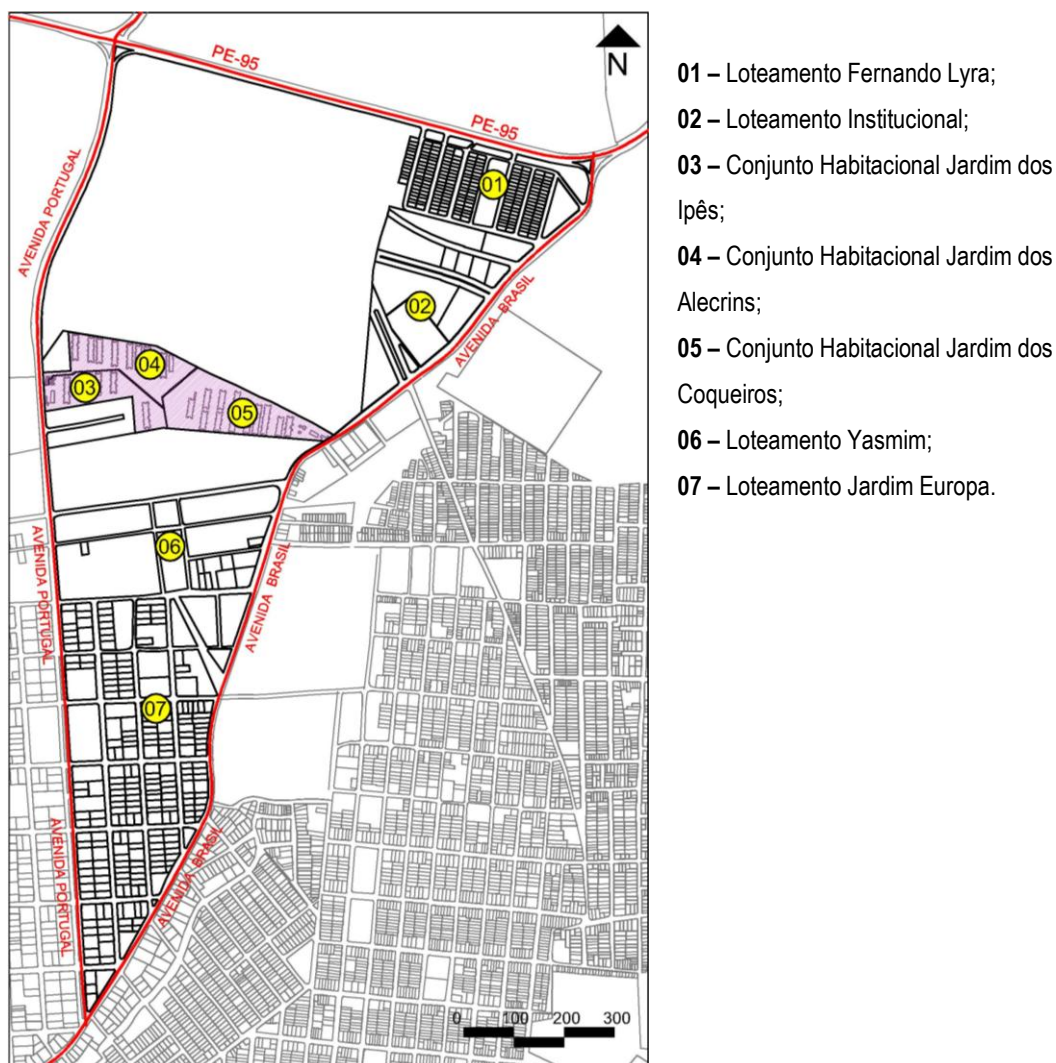 PE-95
N
PE-95
01
AVENIDA PORTUGAL
02
AVENIDA BRASIL
04
03
05
AVENIDA PORTUGAL
06
AVENIDA BRASIL
07
AVENIDA PORTUGAL
AVENIDA BRASIL
0 100 200 300
01 – Loteamento Fernando Lyra;
02 – Loteamento Institucional;
03 – Conjunto Habitacional Jardim dos
Ipês;
04 – Conjunto Habitacional Jardim dos
Alecrins;
05 – Conjunto Habitacional Jardim dos
Coqueiros;
06 – Loteamento Yasmim;
07 – Loteamento Jardim Europa.